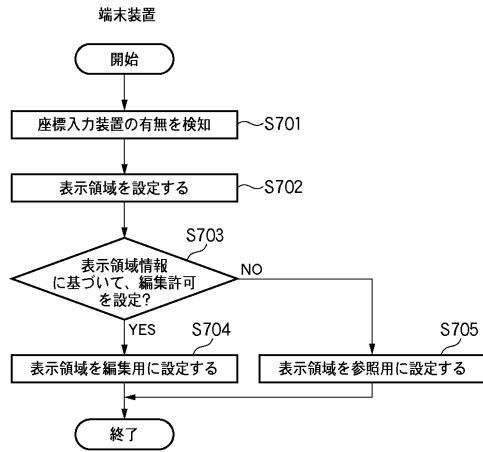 端末装置
開始
座標入力装置の有無を検知
S701
表示領域を設定する
S702
S703
表示領域情報
に基づいて、編集許可
を設定?
NO
YES
S704
表示領域を編集用に設定する
S705
表示領域を参照用に設定する
終了